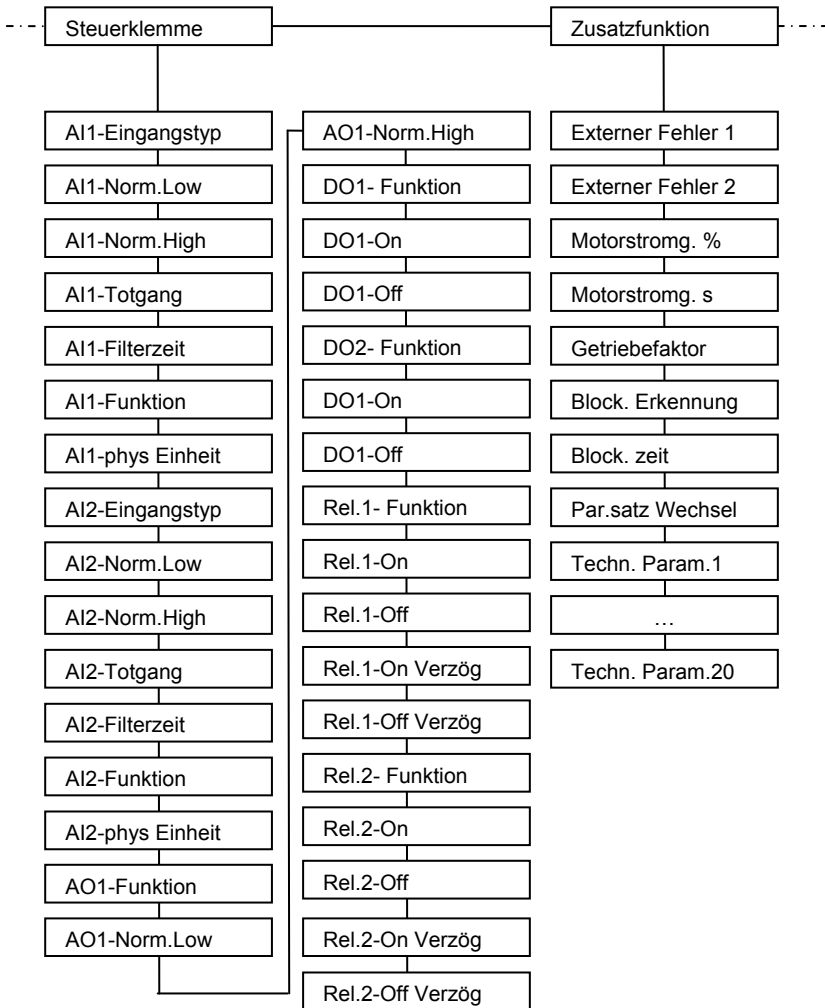 Steuerklemme
Zusatzfunktion
AI1-Eingangstyp
AI1-Norm.Low
AI1-Norm.High
AI1-Totgang
AI1-Filterzeit
AI1-Funktion
AI1-phys Einheit
AI2-Eingangstyp
AI2-Norm.Low
AI2-Norm.High
AI2-Totgang
AI2-Filterzeit
AI2-Funktion
AI2-phys Einheit
AO1-Funktion
AO1-Norm.Low
AO1-Norm.High
DO1- Funktion
DO1-On
DO1-Off
DO2- Funktion
DO1-On
DO1-Off
Rel.1- Funktion
Rel.1-On
Rel.1-Off
Rel.1-On Verzög
Rel.1-Off Verzög
Rel.2- Funktion
Rel.2-On
Rel.2-Off
Rel.2-On Verzög
Rel.2-Off Verzög
Externer Fehler 1
Externer Fehler 2
Motorstromg. %
Motorstromg. s
Getriebefaktor
Block. Erkennung
Block. zeit
Par.satz Wechsel
Techn. Param.1
…
Techn. Param.20